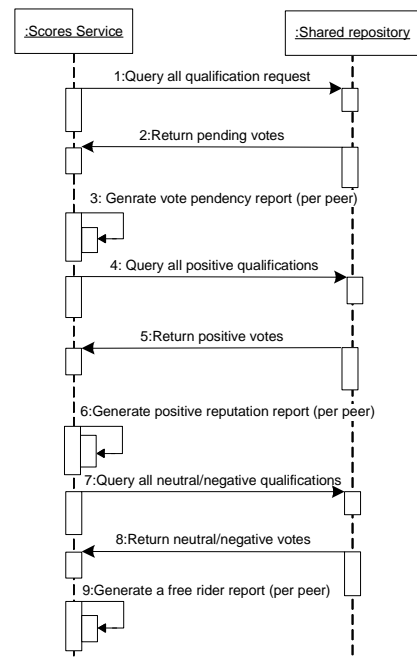 :Scores Service
:Shared repository
1:Query all qualification request
2:Return pending votes
3: Genrate vote pendency report (per peer)
4: Query all positive qualifications
5:Return positive votes
6:Generate positive reputation report (per peer)
7:Query all neutral/negative qualifications
8:Return neutral/negative votes
9:Generate a free rider report (per peer)